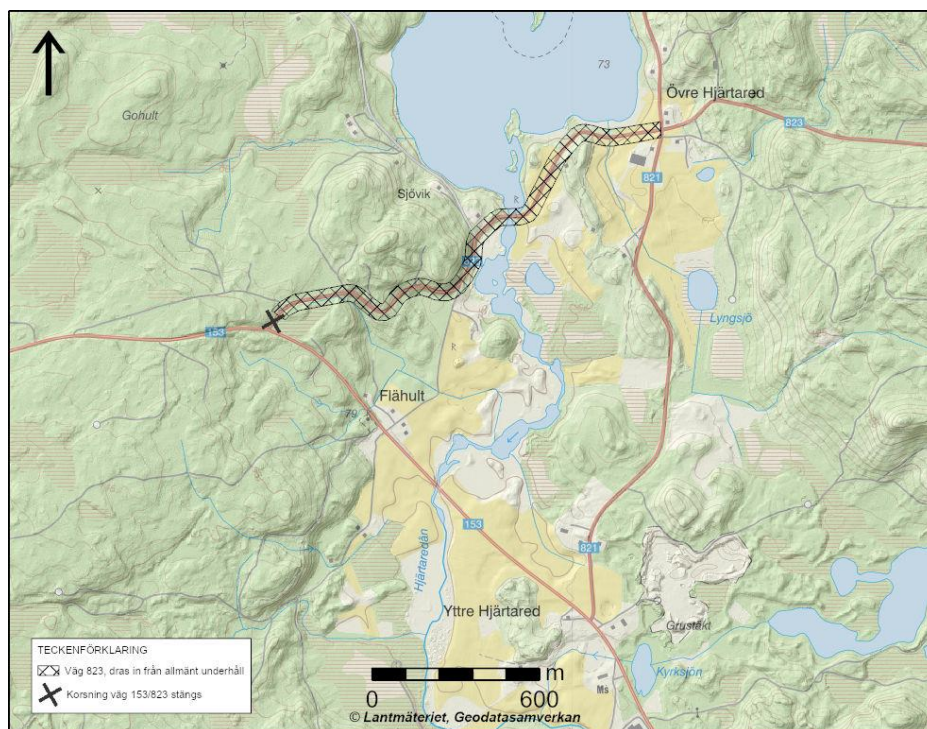 73
Övre Hjärtared
Gohult
823
821
Sjövik
Lyngsjö
153
Flähult
79
153
Hjärtaredån
821
Yttre Hjärtared
Grustäkt
Kyrksjön
Ms
TECKENFÖRKLARING
Väg 823, dras in från allmänt underhåll
Korsning väg 153/823 stängs
m
0 600
© Lantmäteriet, Geodatasamverkan